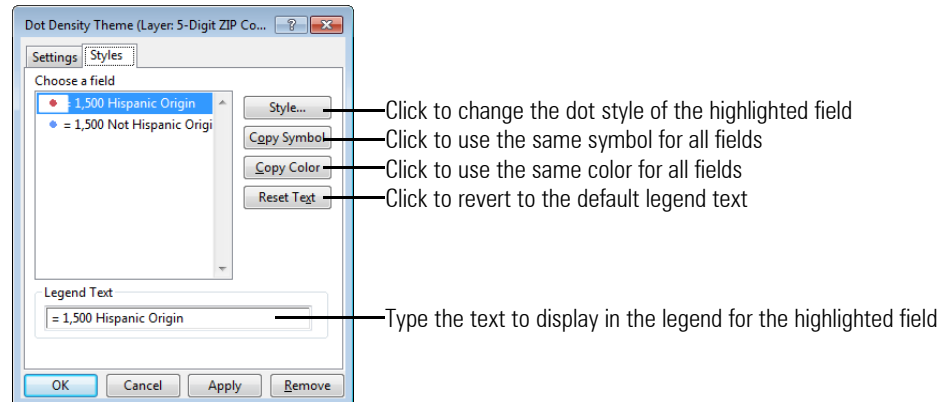 Dot Density Theme (Layer: 5-Digit ZIP Co...
Settings Styles
Choose a field
= 1,500 Hispanic Origin
= 1,500 Not Hispanic Origi
Style...
Copy Symbol
Copy Color
Reset Text
Click to change the dot style of the highlighted field
Click to use the same symbol for all fields
Click to use the same color for all fields
Click to revert to the default legend text
Legend Text
= 1,500 Hispanic Origin
Type the text to display in the legend for the highlighted field
OK Cancel Apply Remove